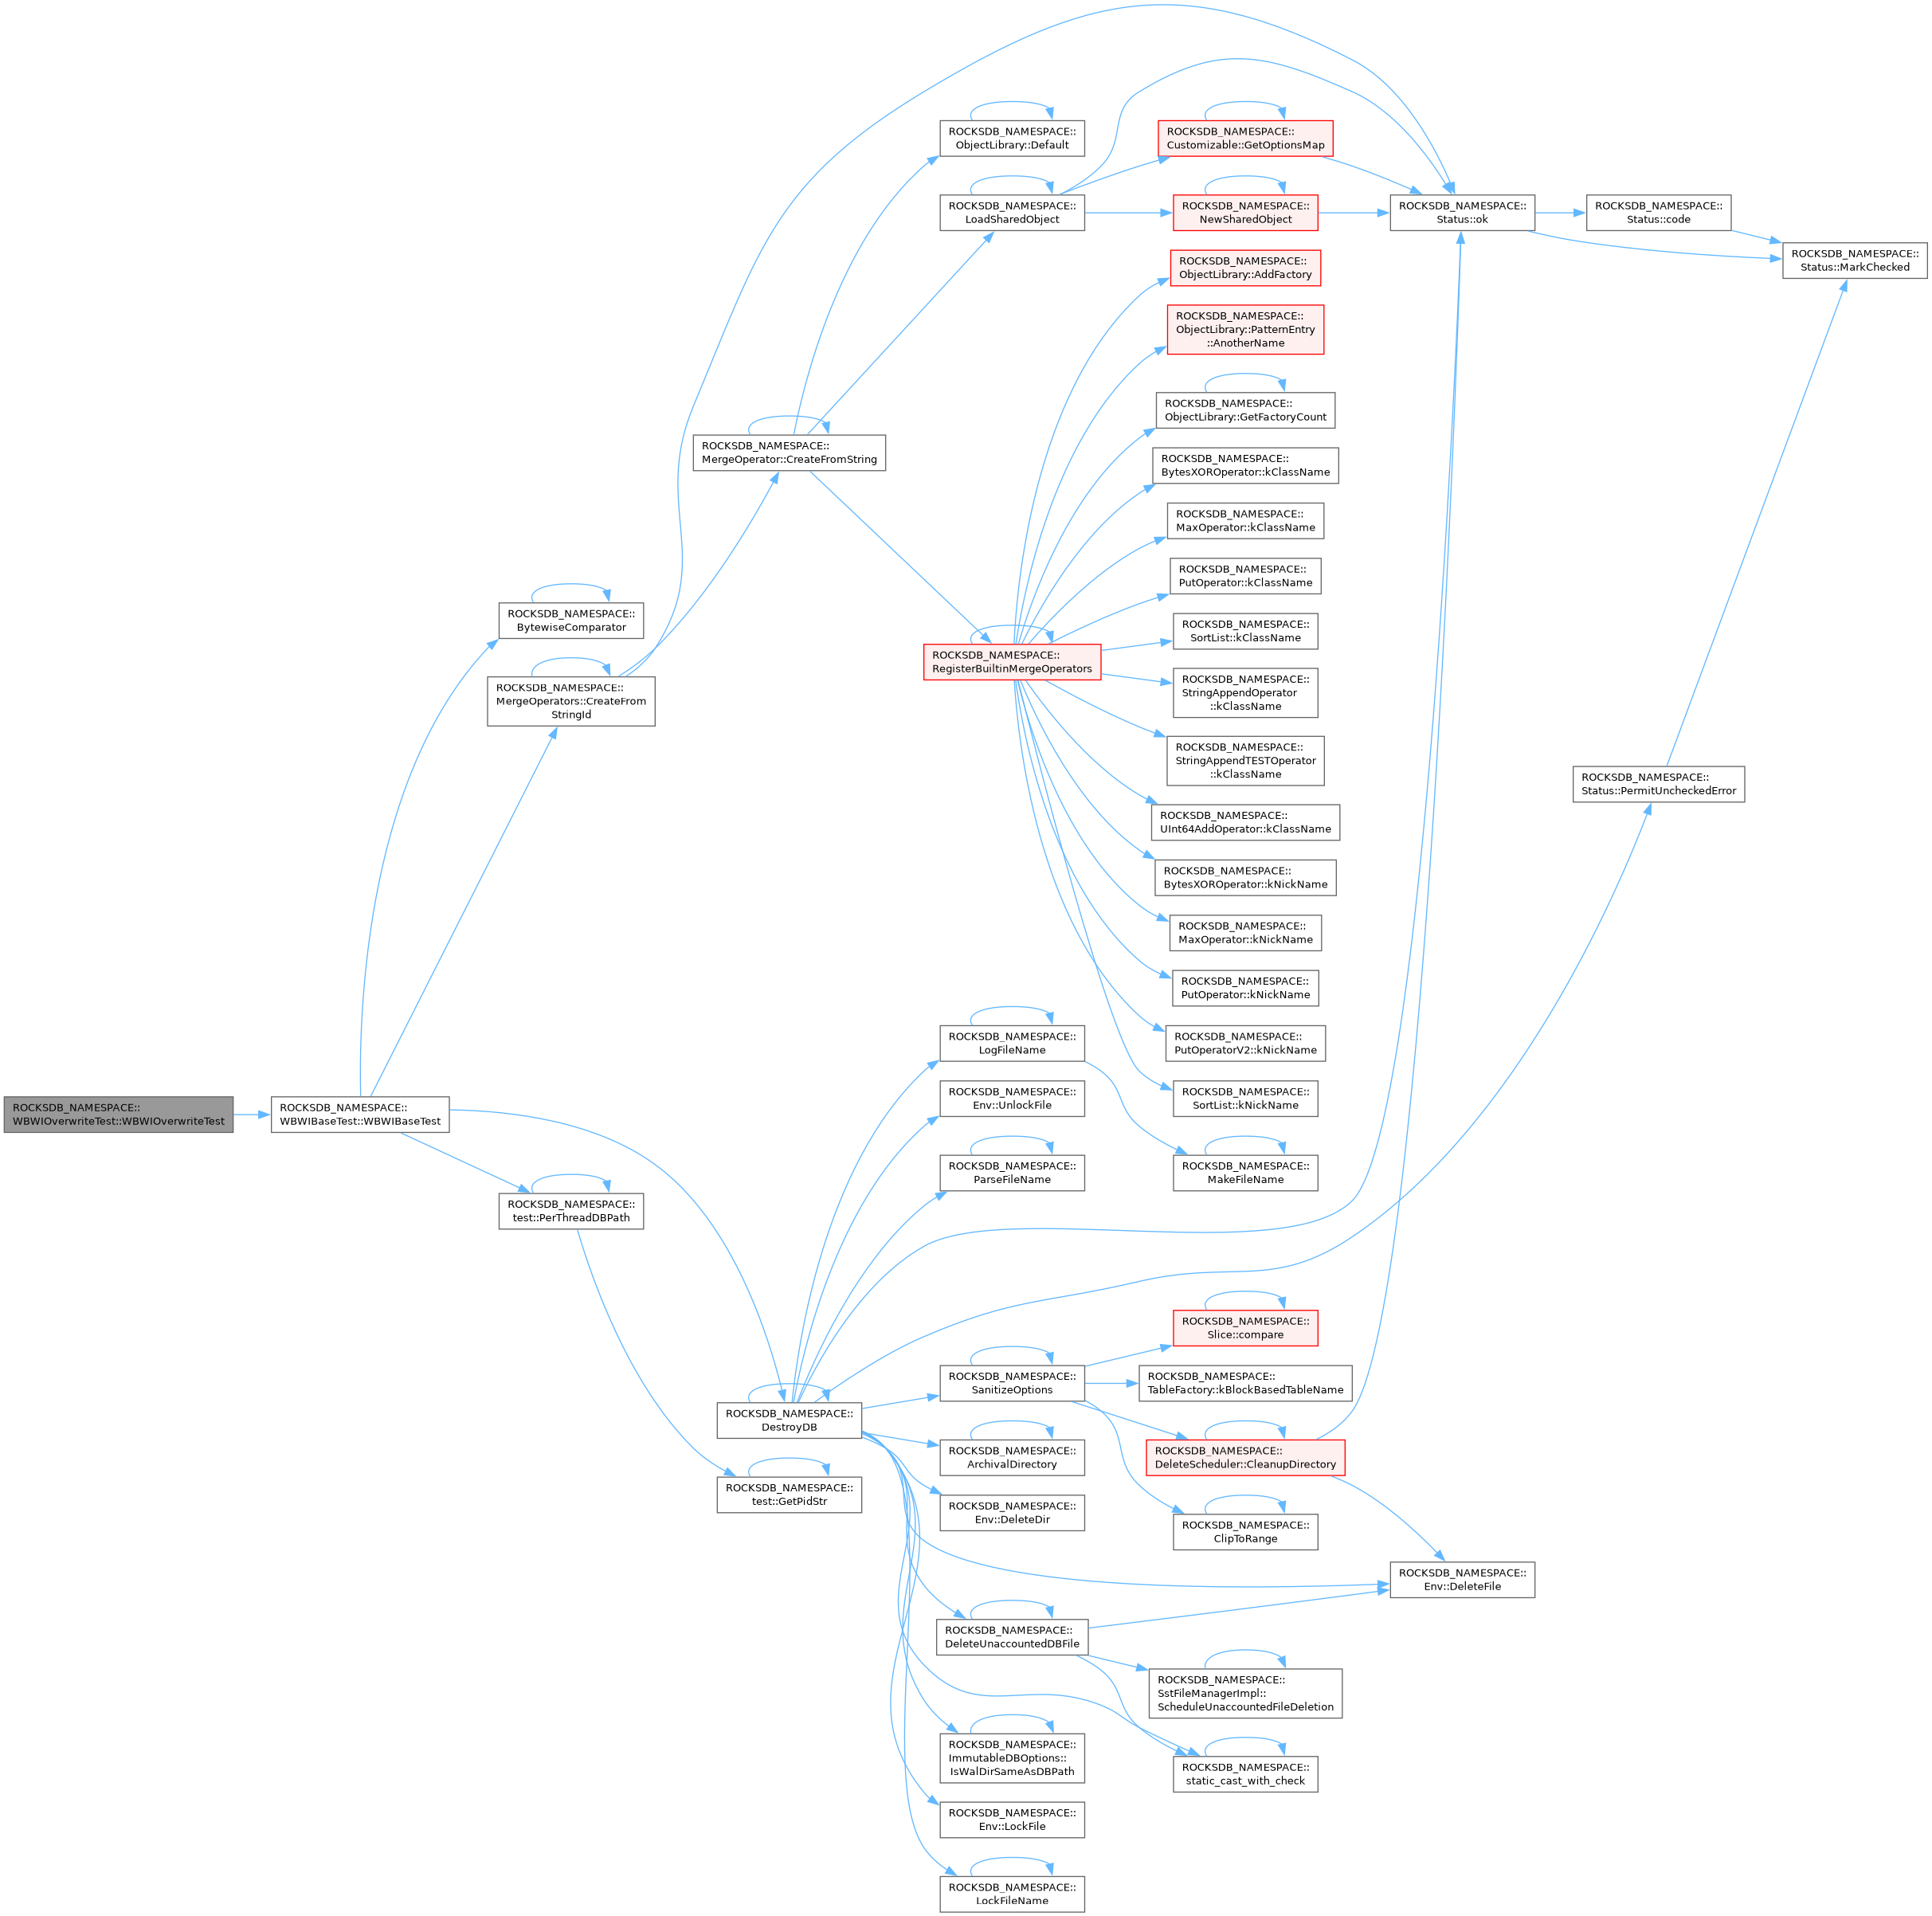 ROCKSDB_NAMESPACE::
WBWIOverwriteTest::WBWIOverwriteTest
ROCKSDB_NAMESPACE::
WBWIBaseTest::WBWIBaseTest
ROCKSDB_NAMESPACE::
BytewiseComparator
ROCKSDB_NAMESPACE::
MergeOperators::CreateFrom
StringId
ROCKSDB_NAMESPACE::
test::PerThreadDBPath
ROCKSDB_NAMESPACE::
MergeOperator::CreateFromString
ROCKSDB_NAMESPACE::
DestroyDB
ROCKSDB_NAMESPACE::
test::GetPidStr
ROCKSDB_NAMESPACE::
ObjectLibrary::Default
ROCKSDB_NAMESPACE::
LoadSharedObject
ROCKSDB_NAMESPACE::
RegisterBuiltinMergeOperators
ROCKSDB_NAMESPACE::
LogFileName
ROCKSDB_NAMESPACE::
Env::UnlockFile
ROCKSDB_NAMESPACE::
ParseFileName
ROCKSDB_NAMESPACE::
SanitizeOptions
ROCKSDB_NAMESPACE::
ArchivalDirectory
ROCKSDB_NAMESPACE::
Env::DeleteDir
ROCKSDB_NAMESPACE::
DeleteUnaccountedDBFile
ROCKSDB_NAMESPACE::
ImmutableDBOptions::
IsWalDirSameAsDBPath
ROCKSDB_NAMESPACE::
Env::LockFile
ROCKSDB_NAMESPACE::
LockFileName
ROCKSDB_NAMESPACE::
Customizable::GetOptionsMap
ROCKSDB_NAMESPACE::
NewSharedObject
ROCKSDB_NAMESPACE::
ObjectLibrary::AddFactory
ROCKSDB_NAMESPACE::
ObjectLibrary::PatternEntry
::AnotherName
ROCKSDB_NAMESPACE::
ObjectLibrary::GetFactoryCount
ROCKSDB_NAMESPACE::
BytesXOROperator::kClassName
ROCKSDB_NAMESPACE::
MaxOperator::kClassName
ROCKSDB_NAMESPACE::
PutOperator::kClassName
ROCKSDB_NAMESPACE::
SortList::kClassName
ROCKSDB_NAMESPACE::
StringAppendOperator
::kClassName
ROCKSDB_NAMESPACE::
StringAppendTESTOperator
::kClassName
ROCKSDB_NAMESPACE::
UInt64AddOperator::kClassName
ROCKSDB_NAMESPACE::
BytesXOROperator::kNickName
ROCKSDB_NAMESPACE::
MaxOperator::kNickName
ROCKSDB_NAMESPACE::
PutOperator::kNickName
ROCKSDB_NAMESPACE::
PutOperatorV2::kNickName
ROCKSDB_NAMESPACE::
SortList::kNickName
ROCKSDB_NAMESPACE::
MakeFileName
ROCKSDB_NAMESPACE::
Slice::compare
ROCKSDB_NAMESPACE::
TableFactory::kBlockBasedTableName
ROCKSDB_NAMESPACE::
DeleteScheduler::CleanupDirectory
ROCKSDB_NAMESPACE::
ClipToRange
ROCKSDB_NAMESPACE::
SstFileManagerImpl::
ScheduleUnaccountedFileDeletion
ROCKSDB_NAMESPACE::
static_cast_with_check
ROCKSDB_NAMESPACE::
Status::ok
ROCKSDB_NAMESPACE::
Env::DeleteFile
ROCKSDB_NAMESPACE::
Status::code
ROCKSDB_NAMESPACE::
Status::PermitUncheckedError
ROCKSDB_NAMESPACE::
Status::MarkChecked